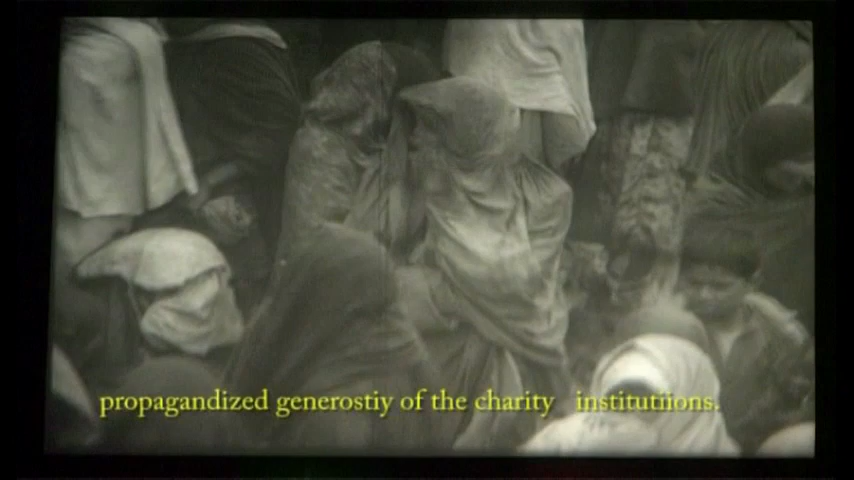 propagandized generostiy of the charity institutiions.